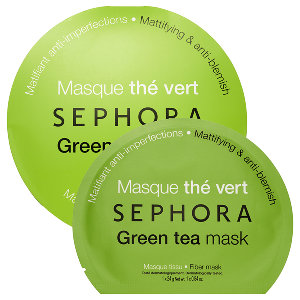 Matifiant anti-imperfections • Mattifying & anti-blemish
Masque thé vert
SEPHORA
Green
Matifiant anti-imperfections • Mattifying & anti-blemish
Masque thé vert
SEPHORA
Green tea mask
Masque tissu • Fiber mask